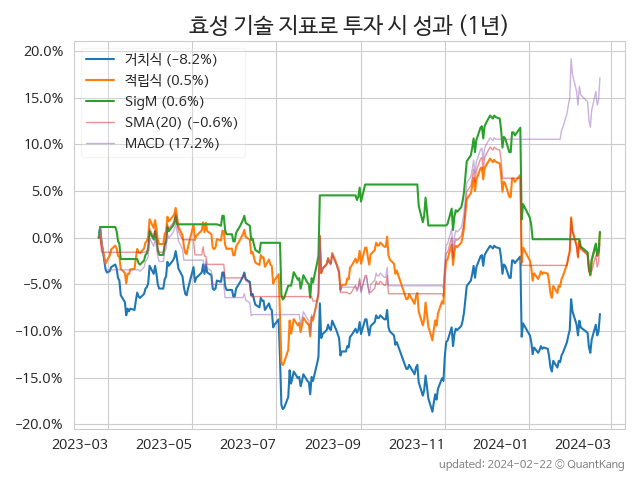 효성 기술 지표로 투자 시 성과 (1년)
20.0%
15.0%
10.0%
5.0%
0.0%
−5.0%
−10.0%
−15.0%
−20.0%
거치식 (−8.2%)
적립식 (0.5%)
SigM (0.6%)
SMA(20) (−0.6%)
MACD (17.2%)
2023-03 2023-05 2023-07 2023-09 2023-11 2024-01 2024-03
updated: 2024-02-22 © QuantKang